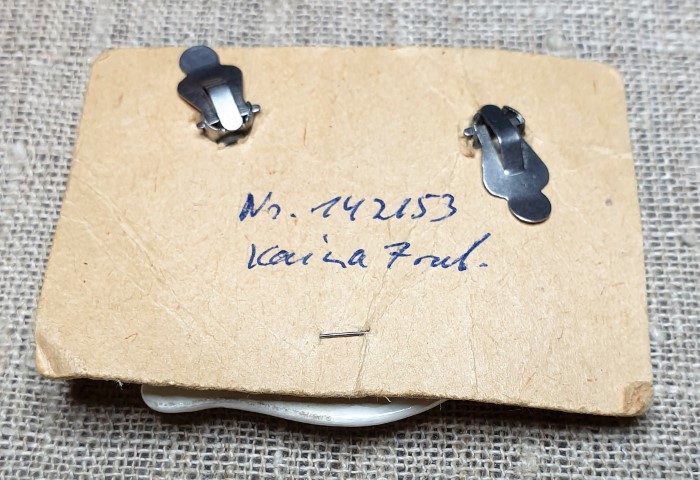 Nr. 142153
Kaina 7 rub.